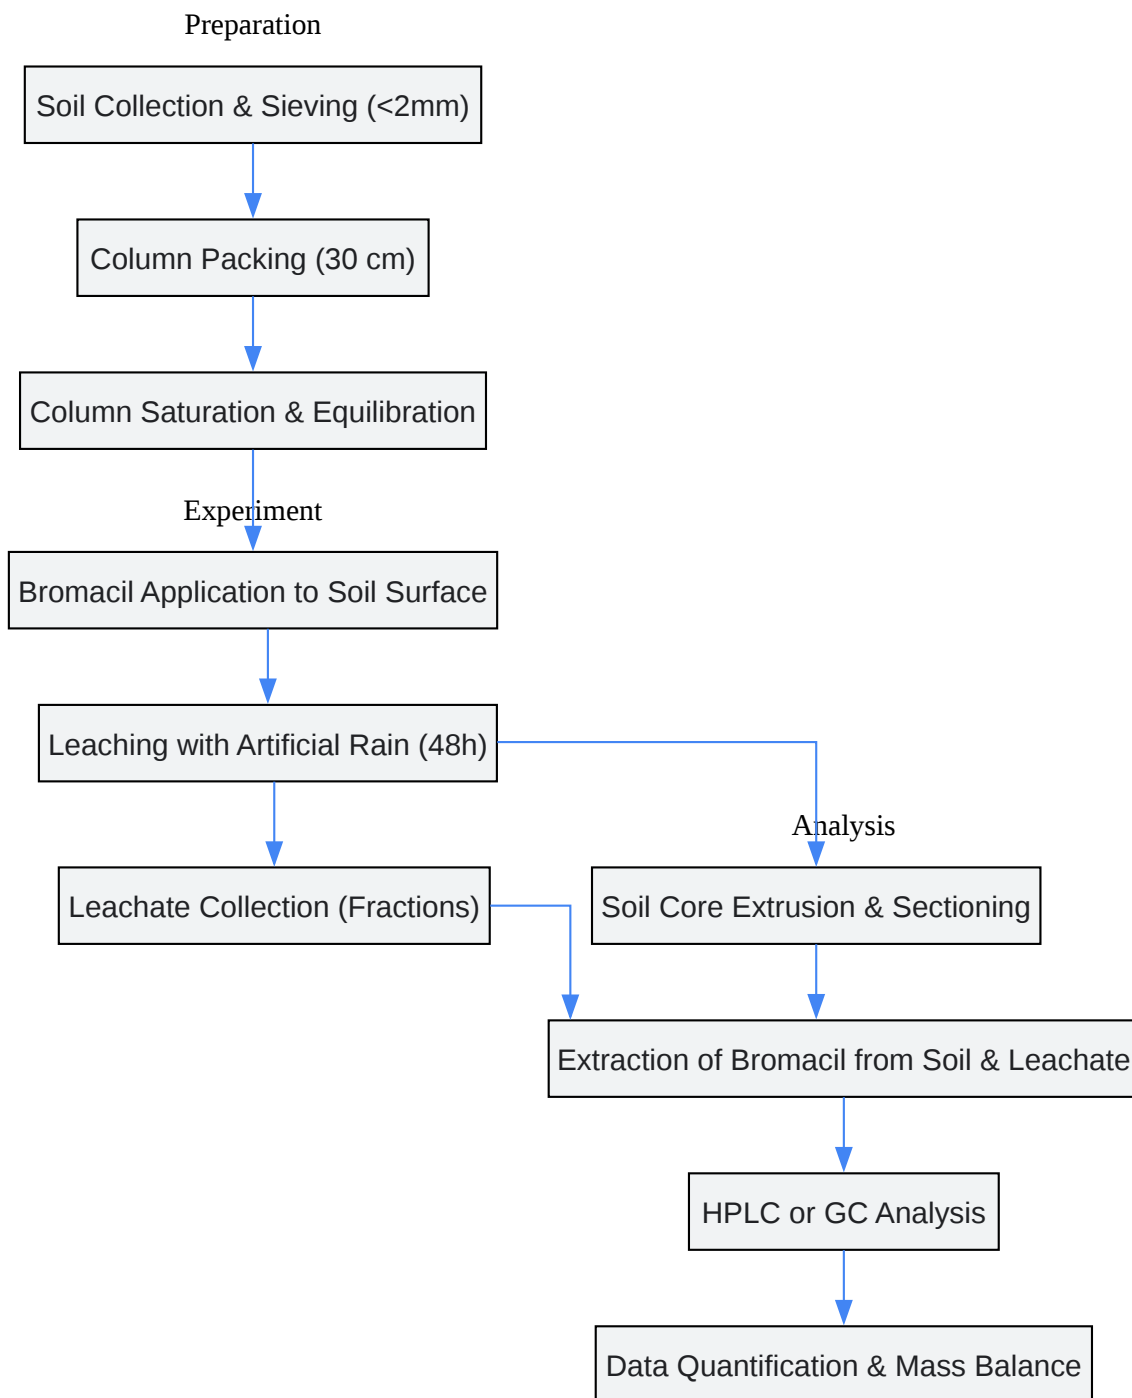 Preparation
Soil Collection & Sieving (<2mm)
Column Packing (30 cm)
Column Saturation & Equilibration
Experiment
Bromacil Application to Soil Surface
Leaching with Artificial Rain (48h)
Leachate Collection (Fractions)
Analysis
Soil Core Extrusion & Sectioning
Extraction of Bromacil from Soil & Leachate
HPLC or GC Analysis
Data Quantification & Mass Balance